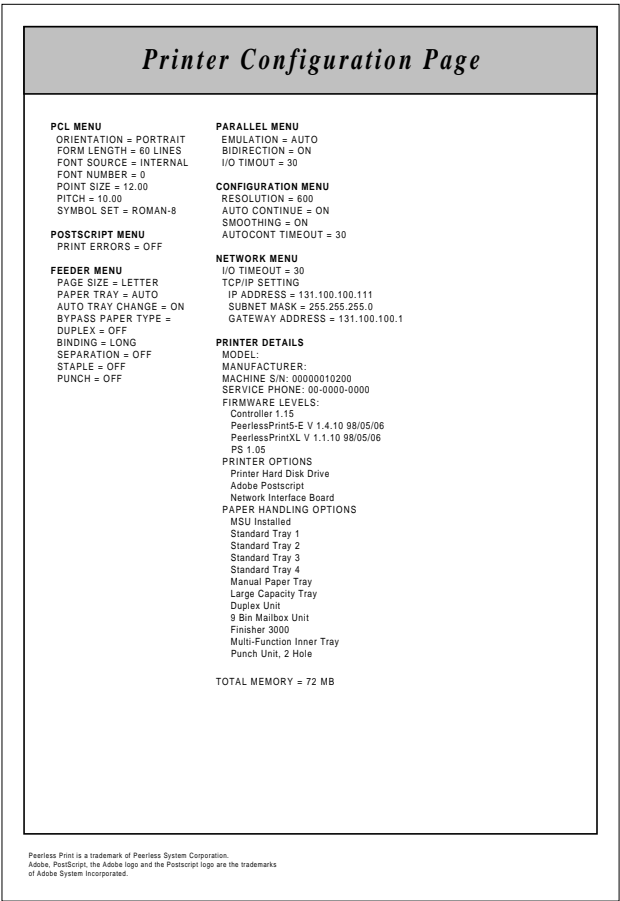 Printer Configuration Page
PCL MENU
ORIENTATION = PORTRAIT
FORM LENGTH = 60 LINES
FONT SOURCE = INTERNAL
FONT NUMBER = 0
POINT SIZE = 12.00
PITCH = 10.00
SYMBOL SET = ROMAN-8
POSTSCRIPT MENU
PRINT ERRORS = OFF
FEEDER MENU
PAGE SIZE = LETTER
PAPER TRAY = AUTO
AUTO TRAY CHANGE = ON
BYPASS PAPER TYPE =
DUPLEX = OFF
BINDING = LONG
SEPARATION = OFF
STAPLE = OFF
PUNCH = OFF
PARALLEL MENU
EMULATION = AUTO
BIDIRECTION = ON
I/O TIMOUT = 30
CONFIGURATION MENU
RESOLUTION = 600
AUTO CONTINUE = ON
SMOOTHING = ON
AUTOCONT TIMEOUT = 30
NETWORK MENU
I/O TIMEOUT = 30
TCP/IP SETTING
IP ADDRESS = 131.100.100.111
SUBNET MASK = 255.255.255.0
GATEWAY ADDRESS = 131.100.100.1
PRINTER DETAILS
MODEL:
MANUFACTURER:
MACHINE S/N: 00000010200
SERVICE PHONE: 00-0000-0000
FIRMWARE LEVELS:
Controller 1.15
PeerlessPrint5-E V 1.4.10 98/05/06
PeerlessPrintXL V 1.1.10 98/05/06
PS 1.05
PRINTER OPTIONS
Printer Hard Disk Drive
Adobe Postscript
Network Interface Board
PAPER HANDLING OPTIONS
MSU Installed
Standard Tray 1
Standard Tray 2
Standard Tray 3
Standard Tray 4
Manual Paper Tray
Large Capacity Tray
Duplex Unit
9 Bin Mailbox Unit
Finisher 3000
Multi-Function Inner Tray
Punch Unit, 2 Hole
TOTAL MEMORY = 72 MB
Peerless Print is a trademark of Peerless System Corporation.
Adobe, PostScript, the Adobe logo and the Postscript logo are the trademarks
of Adobe System Incorporated.